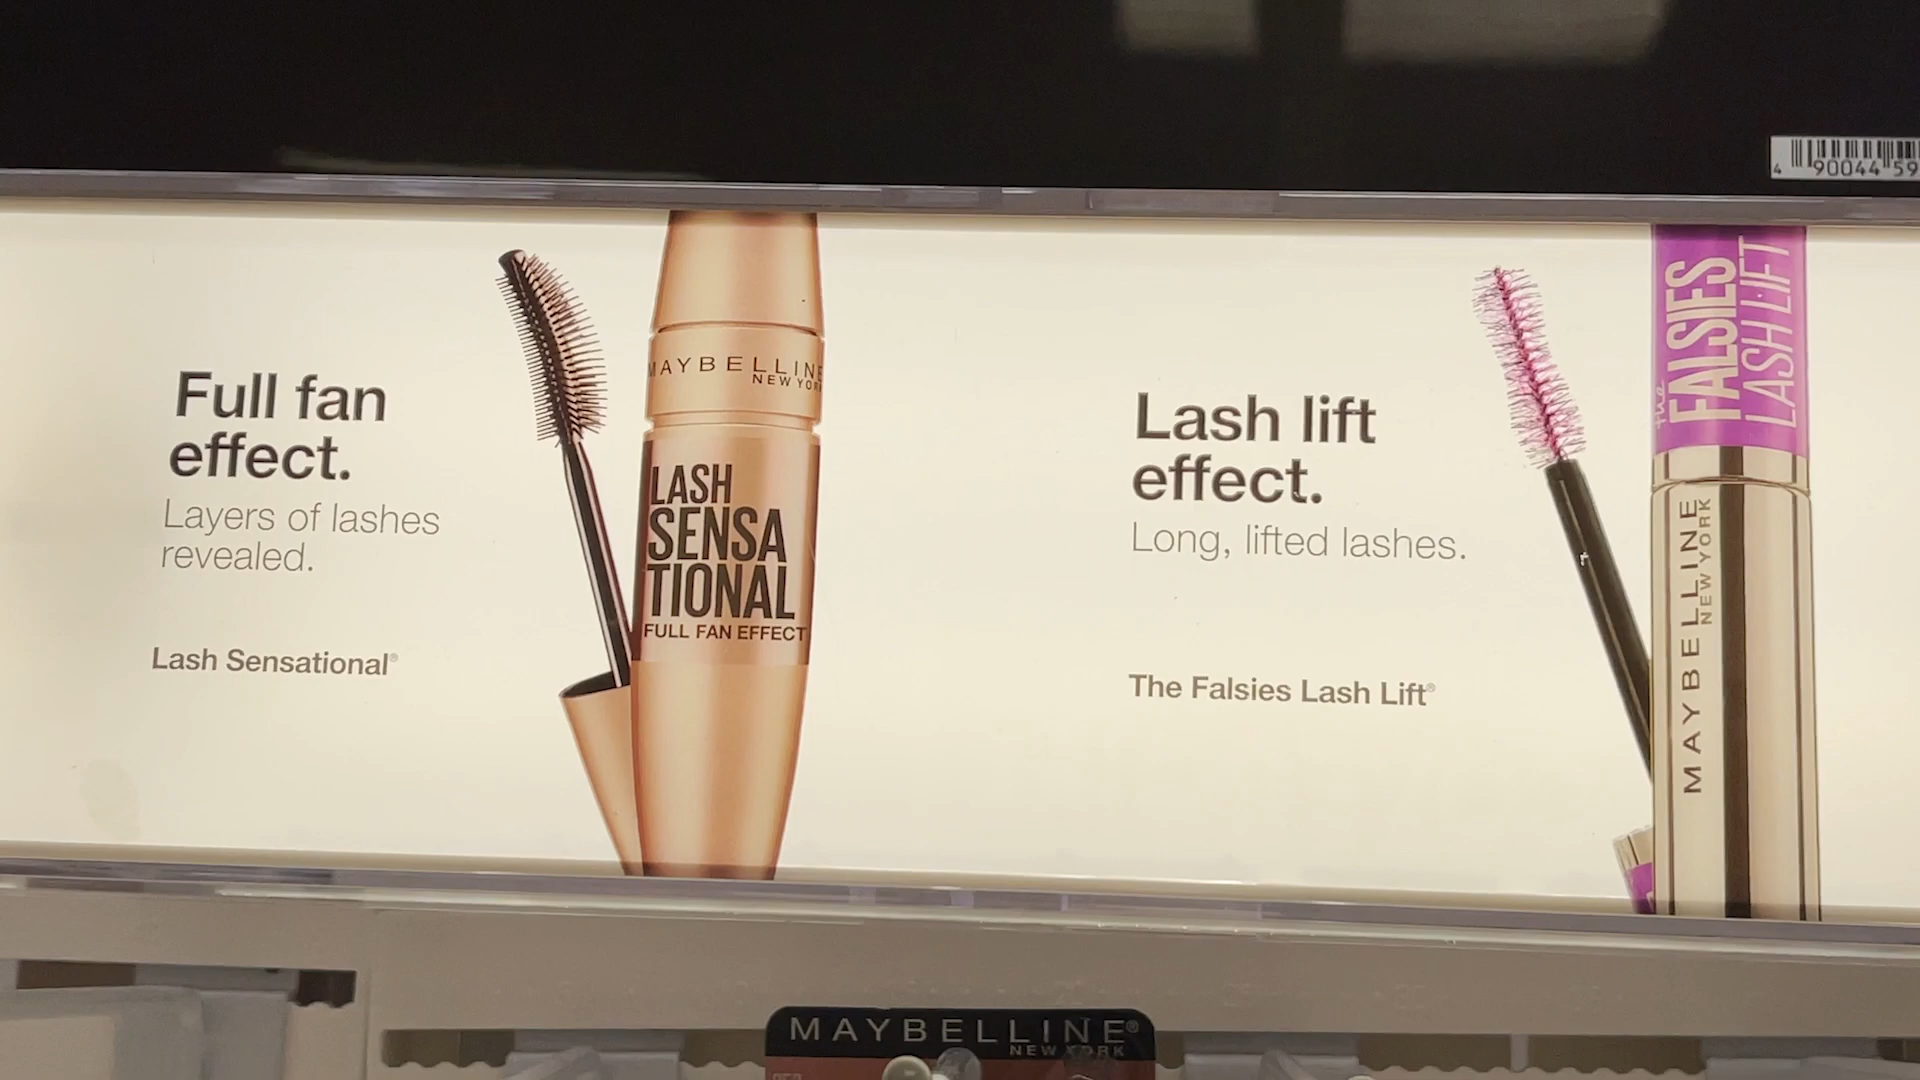 4 90044 59
Full fan
effect.
Layers of lashes
revealed.
Lash Sensational®
MAYBELLINE
NEW YORK
LASH
SENSA
TIONAL
FULL FAN EFFECT
Lash lift
effect.
Long, lifted lashes.
The Falsies Lash Lift®
the FALSIES
LASH LIFT
MAYBELLINE
NEW YORK
MAYBELLINE®
NEW YORK